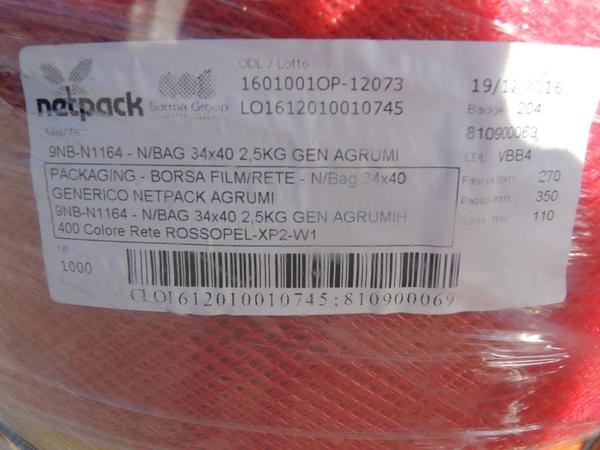 netpack
Sorma Group
ODL / Lotto
1601001OP-12073
LO1612010010745
19/12/2016
Badge 204
810900069
Cliente
CDL VBB4
9NB-N1164 - N/BAG 34x40 2,5KG GEN AGRUMI
PACKAGING - BORSA FILM/RETE - N/Bag 34x40
GENERICO NETPACK AGRUMI
9NB-N1164 - N/BAG 34x40 2,5KG GEN AGRUMIH
400 Colore Rete ROSSOPEL-XP2-W1
Fascia mm 270
Passo mm 350
my 110
NR
1000
CLO1612010010745;810900069